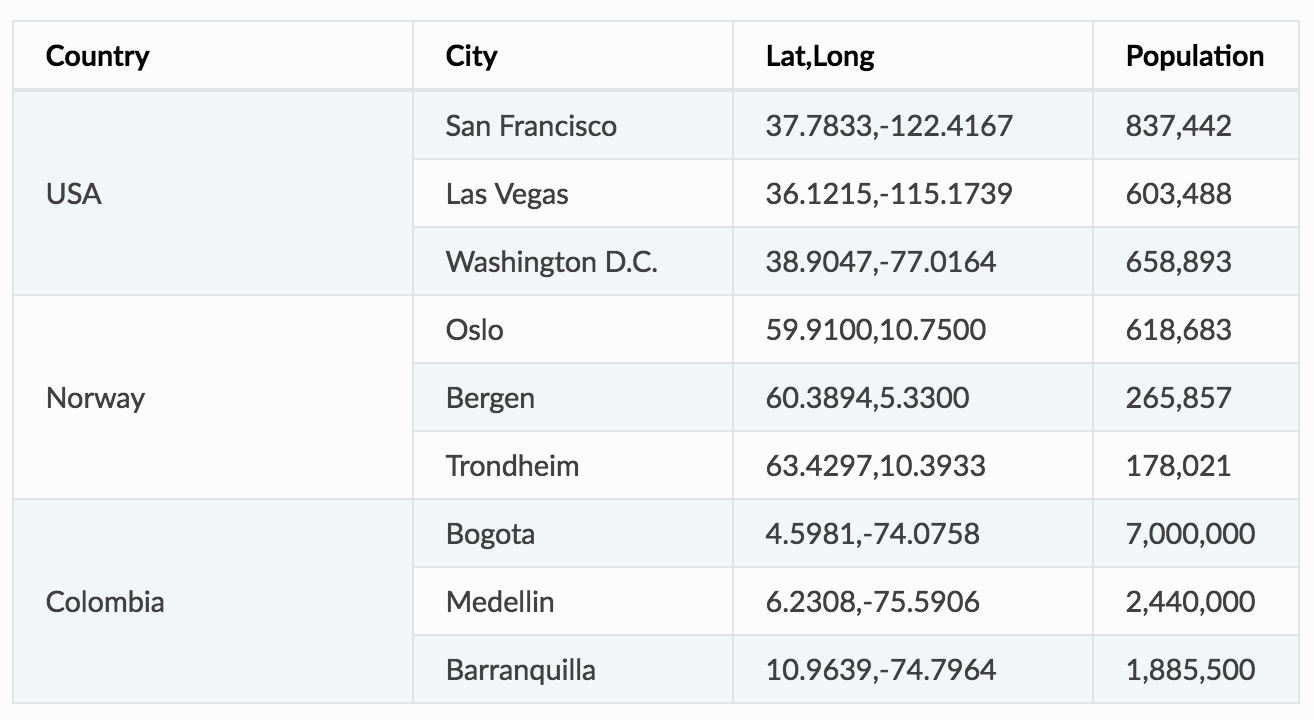 Country City Lat,Long Population
San Francisco 37.7833,-122.4167 837,442
USA Las Vegas 36.1215,-115.1739 603,488
Washington D.C. 38.9047,-77.0164 658,893
Oslo 59.9100,10.7500 618,683
Norway Bergen 60.3894,5.3300 265,857
Trondheim 63.4297,10.3933 178,021
Bogota 4.5981,-74.0758 7,000,000
Colombia Medellin 6.2308,-75.5906 2,440,000
Barranquilla 10.9639,-74.7964 1,885,500